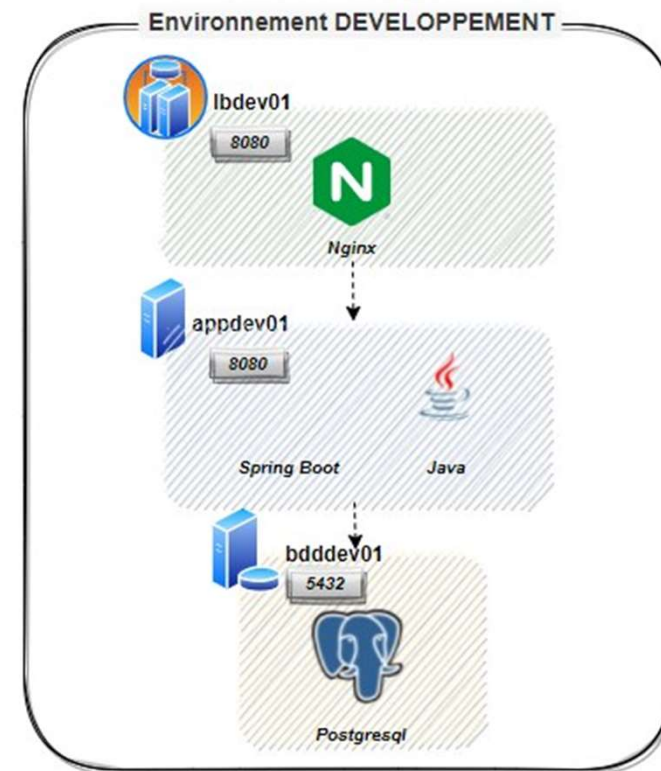 Environnement DEVELOPPEMENT
lbdev01
8080
N
Nginx
appdev01
8080
Spring Boot Java
bdddev01
5432
Postgresql